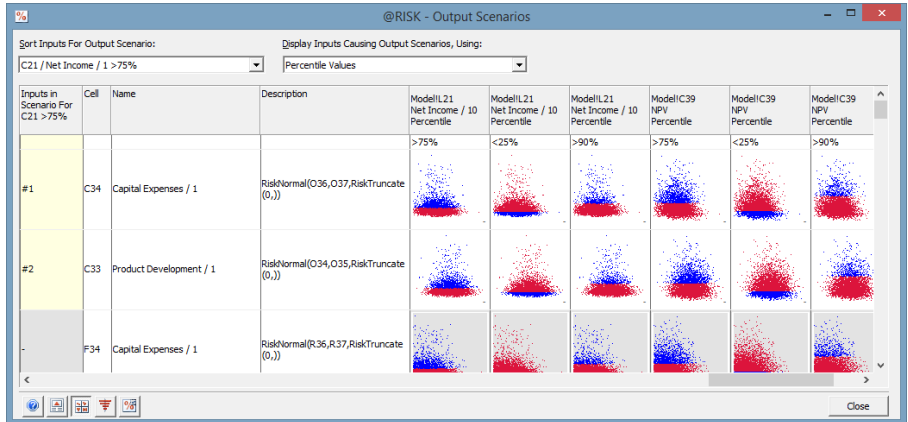 @RISK - Output Scenarios
Sort Inputs For Output Scenario:
Display Inputs Causing Output Scenarios, Using:
C21 / Net Income / 1 >75%
Percentile Values
Inputs in
Scenario For
C21 >75%
Cell
Name
Description
Model!L21
Net Income / 10
Percentile
Model!L21
Net Income / 10
Percentile
Model!L21
Net Income / 10
Percentile
Model!C39
NPV
Percentile
Model!C39
NPV
Percentile
Model!C39
NPV
Percentile
>75%
<25%
>90%
>75%
<25%
>90%
#1
C34
Capital Expenses / 1
RiskNormal(O36,O37,RiskTruncate
(0,))
#2
C33
Product Development / 1
RiskNormal(O34,O35,RiskTruncate
(0,))
-
F34
Capital Expenses / 1
RiskNormal(R36,R37,RiskTruncate
(0,))
Close